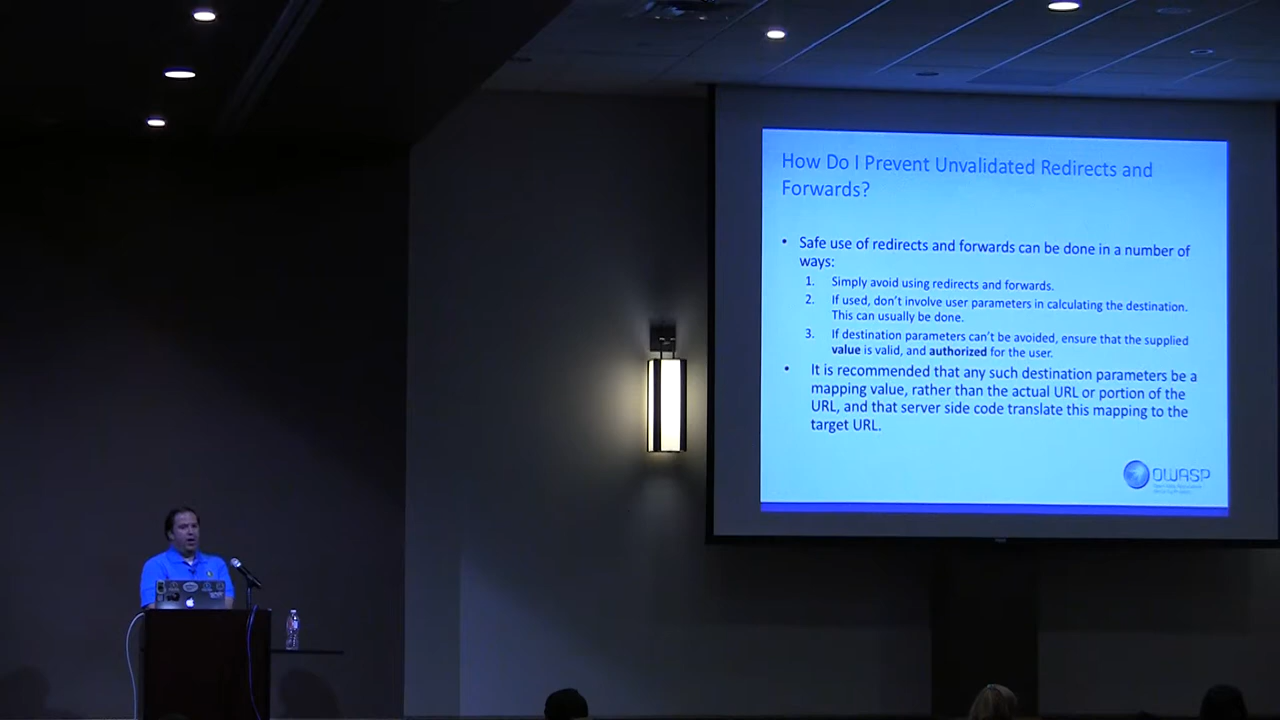 How Do I Prevent Unvalidated Redirects and
Forwards?
• Safe use of redirects and forwards can be done in a number of
ways:
1. Simply avoid using redirects and forwards.
2. If used, don't involve user parameters in calculating the destination.
This can usually be done.
3. If destination parameters can't be avoided, ensure that the supplied
value is valid, and authorized for the user.
• It is recommended that any such destination parameters be a
mapping value, rather than the actual URL or portion of the
URL, and that server side code translate this mapping to the
target URL.
OWASP